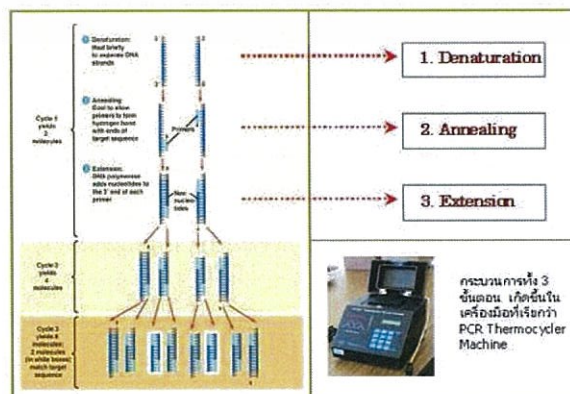 Denaturation:
Heat briefly
to separate DNA
strands
Cycle 1
yields
2
molecules
Annealing:
Cool to allow
primers to form
hydrogen bond
with ends of
target sequence
Primers
Extension:
DNA polymerase
adds nucleotides to
the 3' end of each
primer
New
nucleo-
tides
Cycle 2
yields
4
molecules
Cycle 3
yields 8
molecules;
2 molecules
(in white boxes)
match target
sequence
1. Denaturation
2. Annealing
3. Extension
กระบวนการทั้ง 3
ขั้นตอน เกิดขึ้นใน
เครื่องมือที่เรียกว่า
PCR Thermocycler
Machine